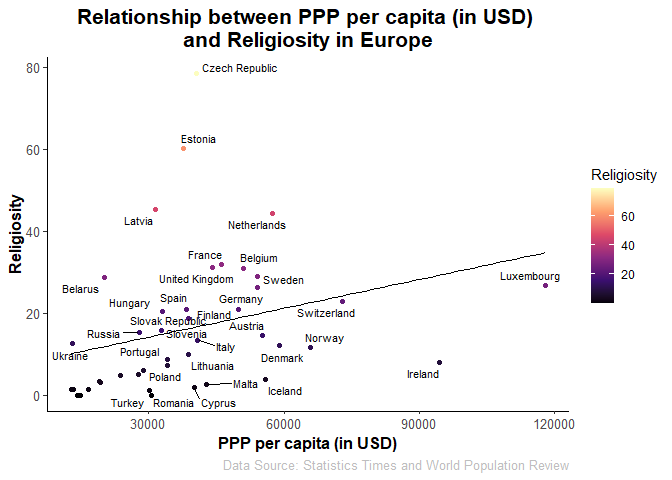 Relationship between PPP per capita (in USD)
and Religiosity in Europe
80
60
40
20
0
Religiosity
Czech Republic
Estonia
Latvia
Netherlands
France
Belgium
United Kingdom
Sweden
Luxembourg
Belarus
Hungary
Spain
Germany
Switzerland
Slovak Republic
Finland
Russia
Slovenia
Austria
Italy
Norway
Ukraine
Portugal
Denmark
Lithuania
Poland
Ireland
Malta
Iceland
Turkey
Romania
Cyprus
30000
60000
90000
120000
PPP per capita (in USD)
Data Source: Statistics Times and World Population Review
Religiosity
60
40
20